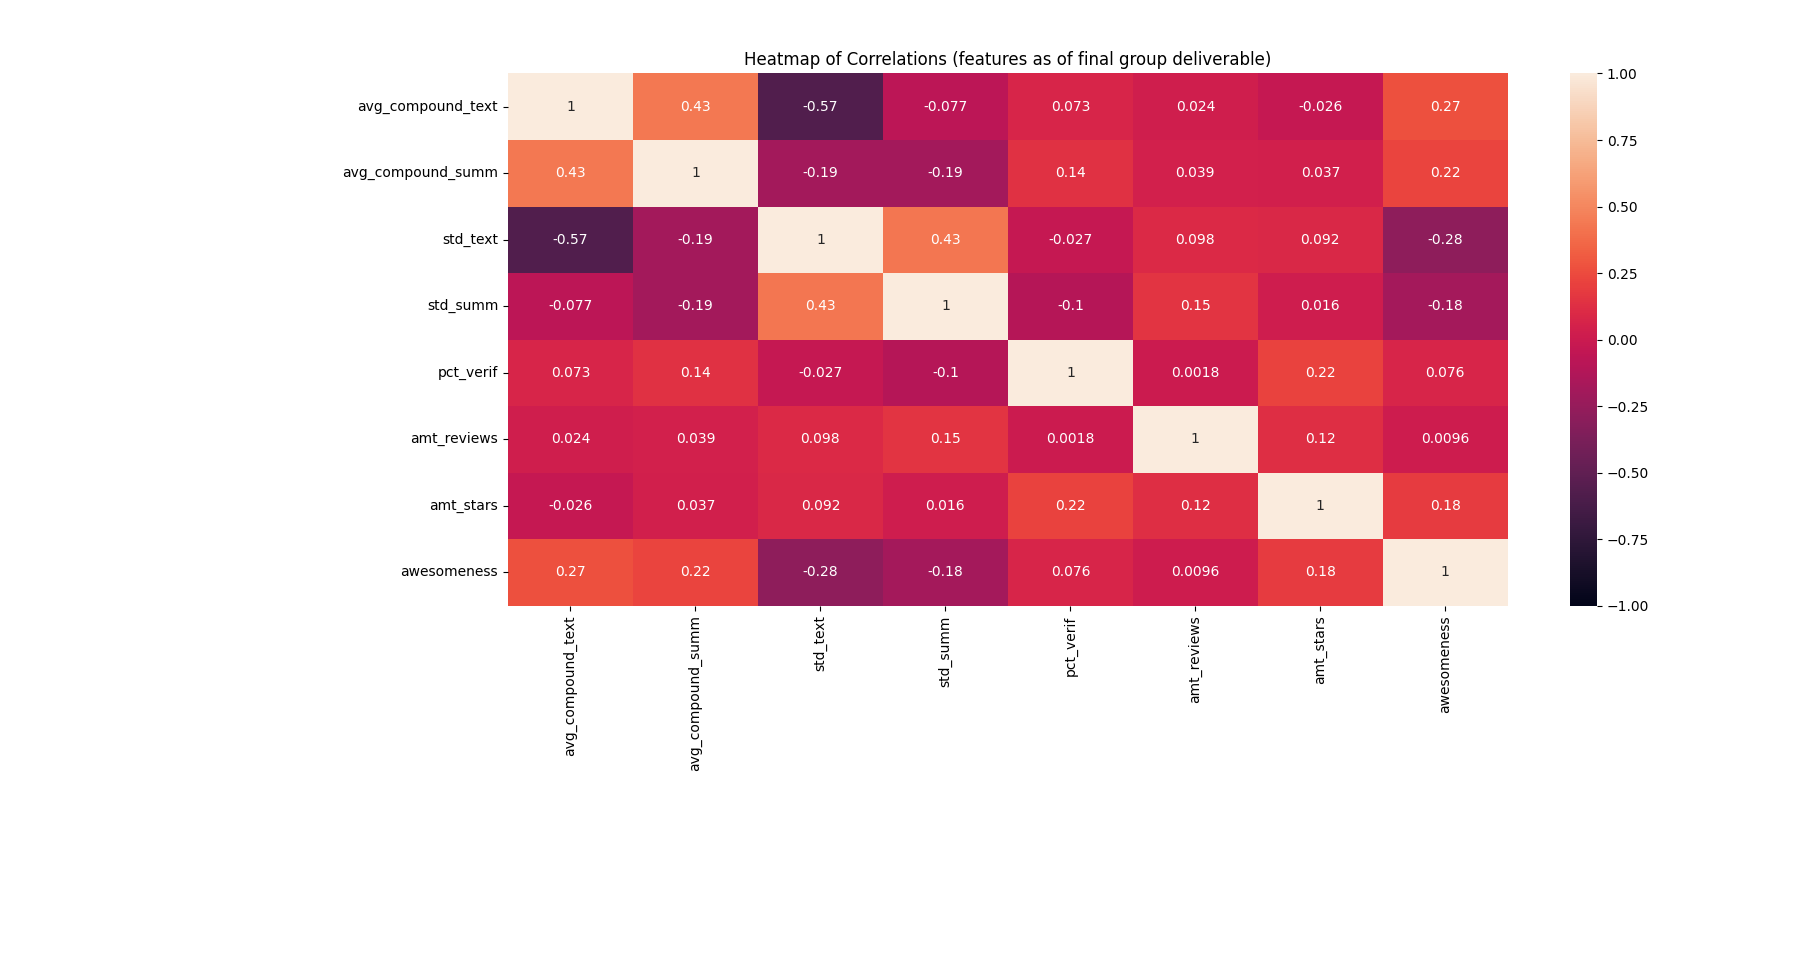 Heatmap of Correlations (features as of final group deliverable)
avg_compound_text 1 0.43 -0.57 -0.077 0.073 0.024 -0.026 0.27
avg_compound_summ 0.43 1 -0.19 -0.19 0.14 0.039 0.037 0.22
std_text -0.57 -0.19 1 0.43 -0.027 0.098 0.092 -0.28
std_summ -0.077 -0.19 0.43 1 -0.1 0.15 0.016 -0.18
pct_verif 0.073 0.14 -0.027 -0.1 1 0.0018 0.22 0.076
amt_reviews 0.024 0.039 0.098 0.15 0.0018 1 0.12 0.0096
amt_stars -0.026 0.037 0.092 0.016 0.22 0.12 1 0.18
awesomeness 0.27 0.22 -0.28 -0.18 0.076 0.0096 0.18 1
avg_compound_text
avg_compound_summ
std_text
std_summ
pct_verif
amt_reviews
amt_stars
awesomeness
1.00
0.75
0.50
0.25
0.00
−0.25
−0.50
−0.75
−1.00